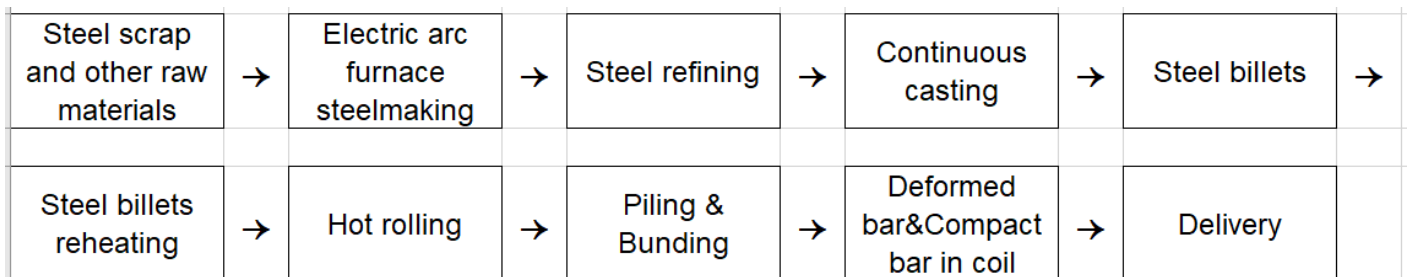 Steel scrap
and other raw
materials
→
Electric arc
furnace
steelmaking
→
Steel refining
→
Continuous
casting
→
Steel billets
→
Steel billets
reheating
→
Hot rolling
→
Piling &
Bunding
→
Deformed
bar&Compact
bar in coil
→
Delivery